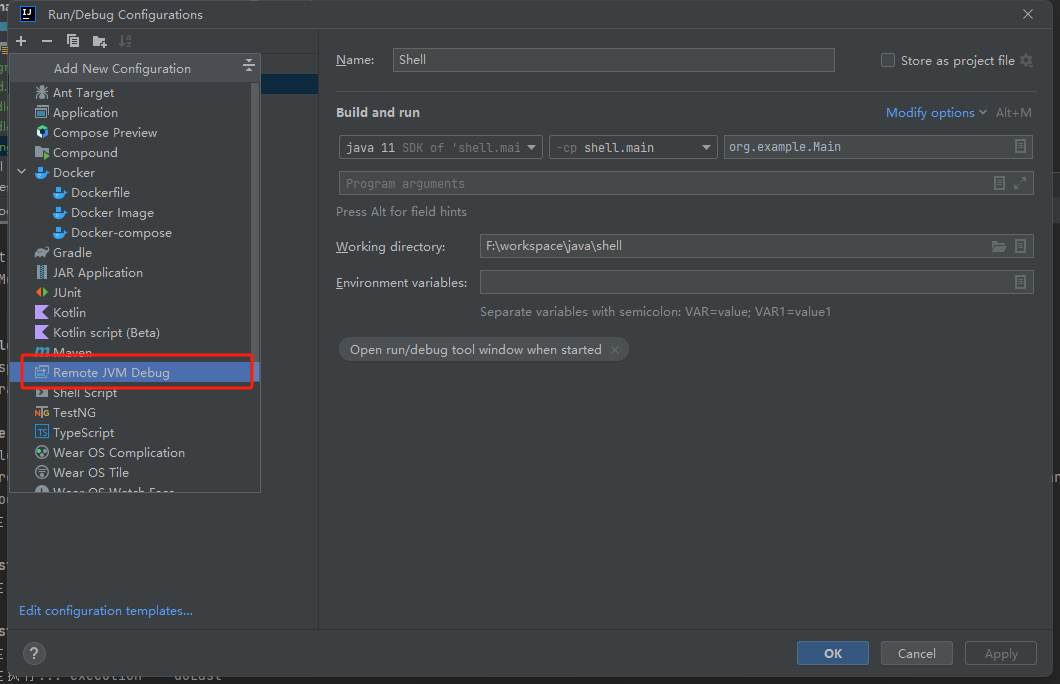 Run/Debug Configurations
Add New Configuration
Ant Target
Application
Compose Preview
Compound
Docker
Dockerfile
Docker Image
Docker-compose
Gradle
JAR Application
JUnit
Kotlin
Kotlin script (Beta)
Maven
Remote JVM Debug
Shell Script
TestNG
TypeScript
Wear OS Complication
Wear OS Tile
Wear OS Watch Face
Edit configuration templates...
Name: Shell
Store as project file
Build and run
Modify options Alt+M
java 11 SDK of 'shell.mai
-cp shell.main
org.example.Main
Program arguments
Press Alt for field hints
Working directory: F:\workspace\java\shell
Environment variables:
Separate variables with semicolon: VAR=value; VAR1=value1
Open run/debug tool window when started
?
OK
Cancel
Apply